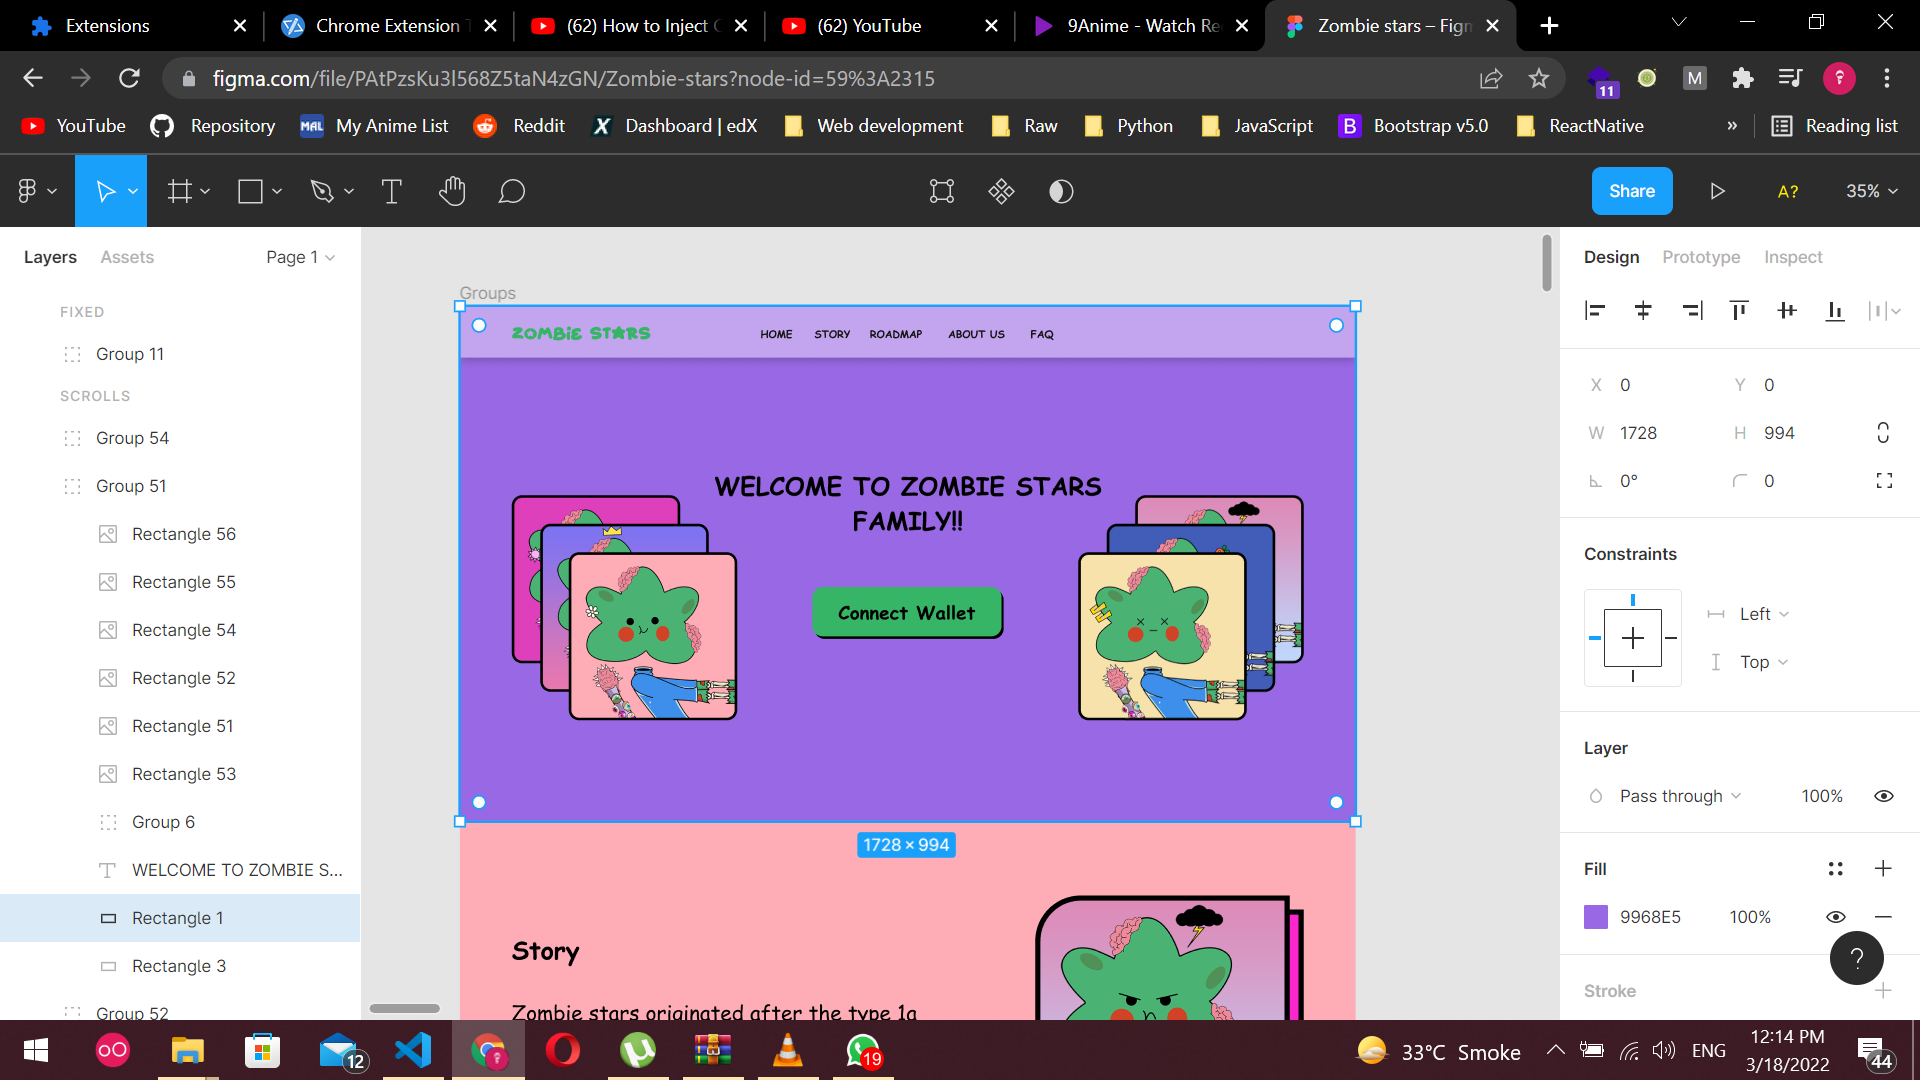 Extensions
Chrome Extension T
(62) How to Inject C
(62) YouTube
9Anime - Watch Re
Zombie stars – Figm
figma.com/file/PAtPzsKu3l568Z5taN4zGN/Zombie-stars?node-id=59%3A2315
11
M
YouTube
Repository
MAL My Anime List
Reddit
X Dashboard | edX
Web development
Raw
Python
JavaScript
B Bootstrap v5.0
ReactNative
»
Reading list
Share
A?
35%
Layers
Assets
Page 1
FIXED
Group 11
SCROLLS
Group 54
Group 51
Rectangle 56
Rectangle 55
Rectangle 54
Rectangle 52
Rectangle 51
Rectangle 53
Group 6
WELCOME TO ZOMBIE S...
Rectangle 1
Rectangle 3
Group 52
Groups
ZOMBiE STARS
HOME
STORY
ROADMAP
ABOUT US
FAQ
WELCOME TO ZOMBIE STARS
FAMILY!!
Connect Wallet
1728 × 994
Story
Zombie stars originated after the type 1a
Design
Prototype
Inspect
X 0
Y 0
W 1728
H 994
0°
0
Constraints
Left
Top
Layer
Pass through
100%
Fill
9968E5
100%
?
Stroke
12
19
33°C Smoke
ENG
12:14 PM
3/18/2022
44